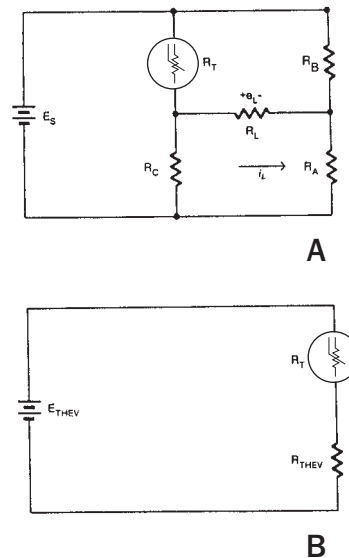 R_T
R_B
+e_L-
E_S
R_L
R_C
i_L
R_A
A
R_T
E_THEV
R_THEV
B